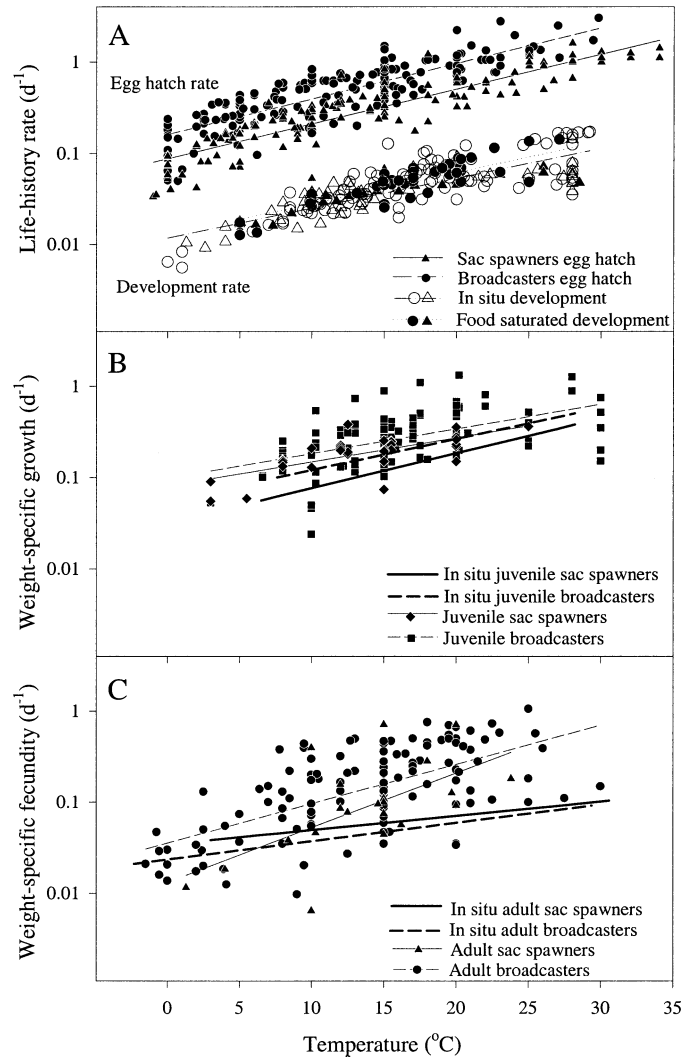 A
1
0.1
0.01
Life-history rate (d⁻¹)
Egg hatch rate
Development rate
Sac spawners egg hatch
Broadcasters egg hatch
In situ development
Food saturated development
B
1
0.1
0.01
Weight-specific growth (d⁻¹)
In situ juvenile sac spawners
In situ juvenile broadcasters
Juvenile sac spawners
Juvenile broadcasters
C
1
0.1
0.01
Weight-specific fecundity (d⁻¹)
In situ adult sac spawners
In situ adult broadcasters
Adult sac spawners
Adult broadcasters
0 5 10 15 20 25 30 35
Temperature (°C)